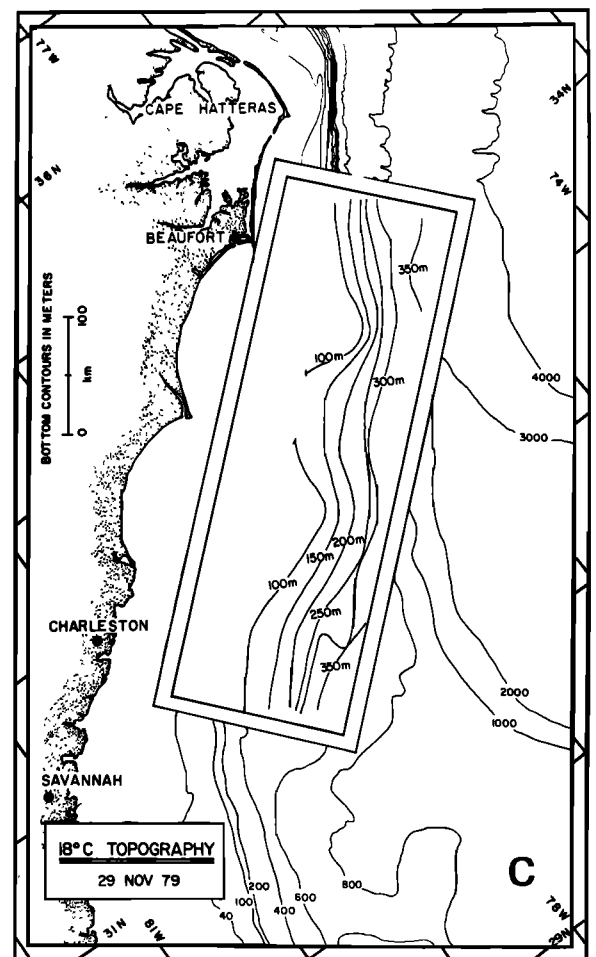 77W
34N
CAPE HATTERAS
36N
74W
BEAUFORT
350m
BOTTOM CONTOURS IN METERS
100
km
0
100m
300m
4000
3000
200m
150m
100m
250m
CHARLESTON
350m
2000
1000
SAVANNAH
18°C TOPOGRAPHY
29 NOV 79
40
100
200
400
600
800
C
31N
81W
78W
29N